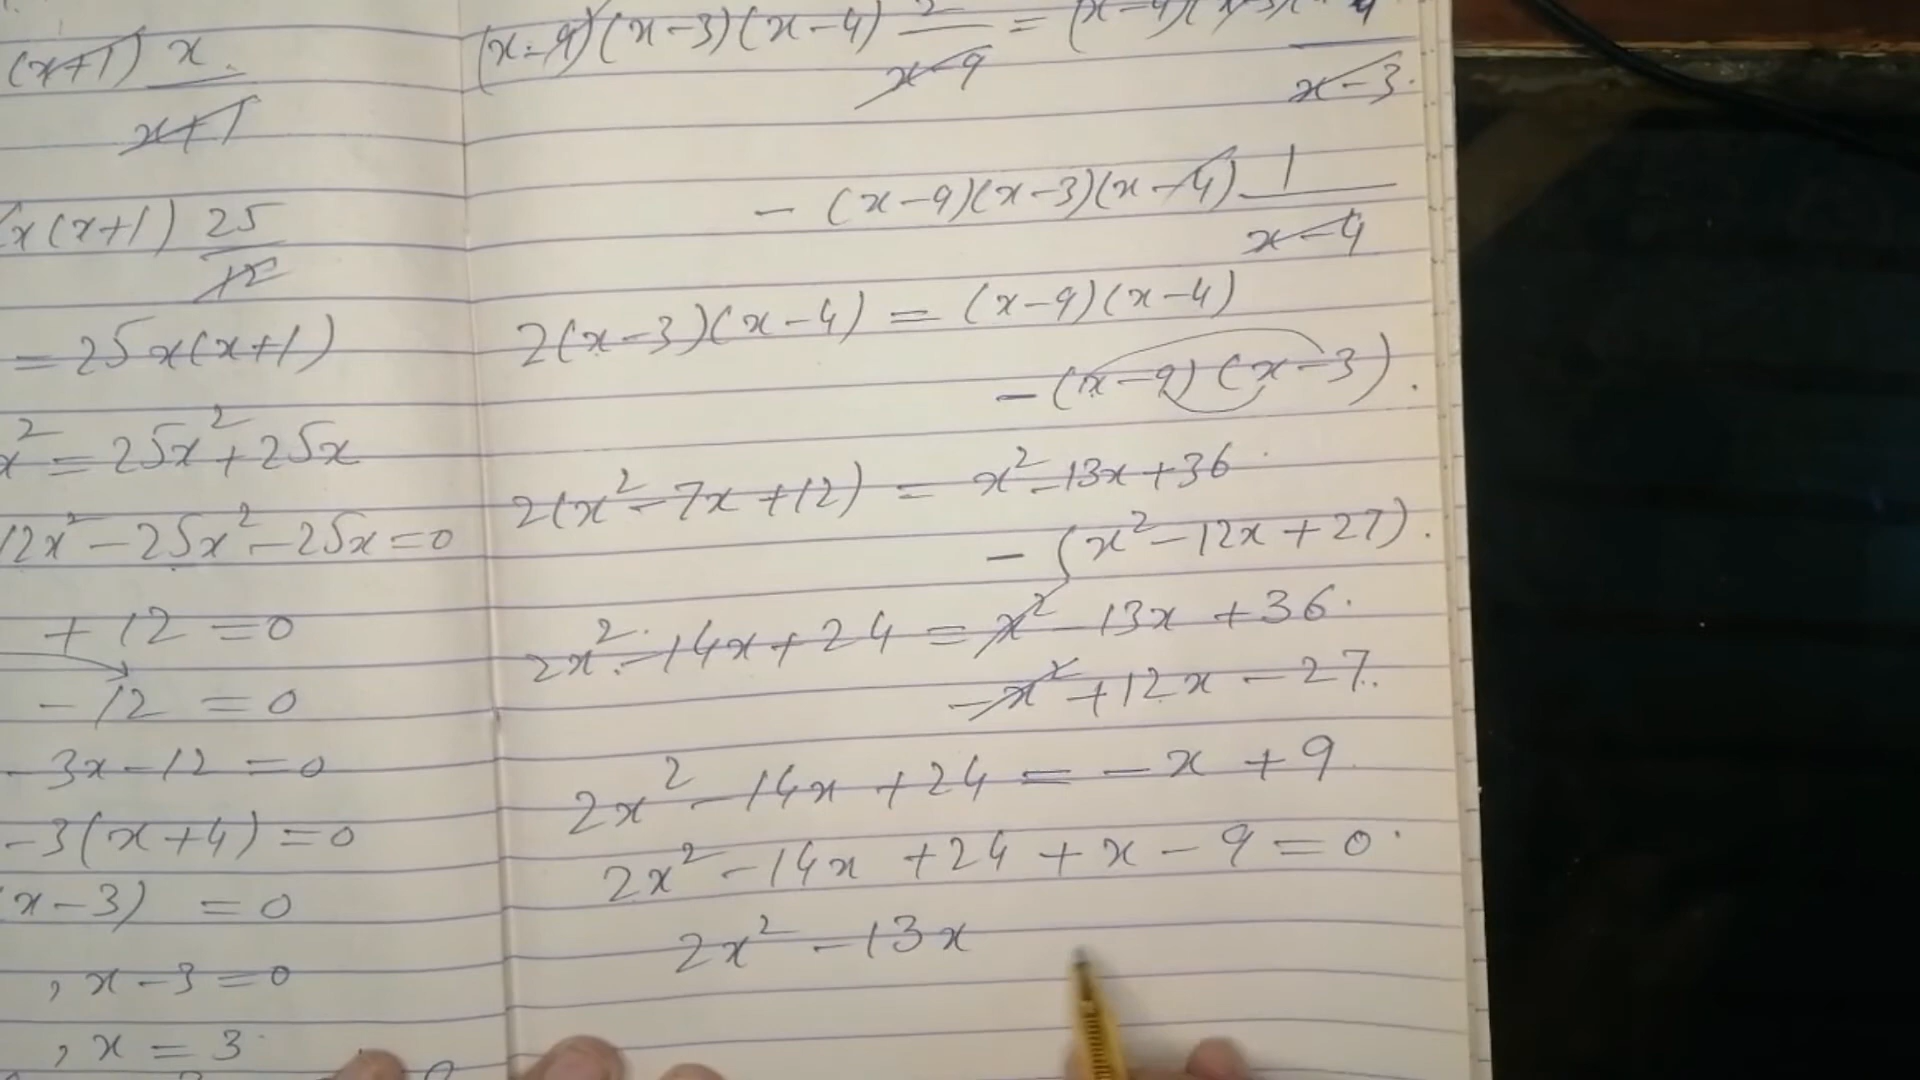 (x+1) x
x+1
x(x+1) 25
12
= 25x(x+1)
x² = 25x² + 25x
12x² - 25x² - 25x = 0
+ 12 = 0
- 12 = 0
- 3x - 12 = 0
- 3(x+4) = 0
(x-3) = 0
, x - 3 = 0
, x = 3
(x-9)(x-3)(x-4) 2 =
x-9
x-3
- (x-9)(x-3)(x-4) 1
x-4
2(x-3)(x-4) = (x-9)(x-4)
- (x-9)(x-3).
2(x² - 7x + 12) = x² - 13x + 36
- (x² - 12x + 27).
2x² - 14x + 24 = x² - 13x + 36.
- x² + 12x - 27.
2x² - 14x + 24 = - x + 9
2x² - 14x + 24 + x - 9 = 0
2x² - 13x